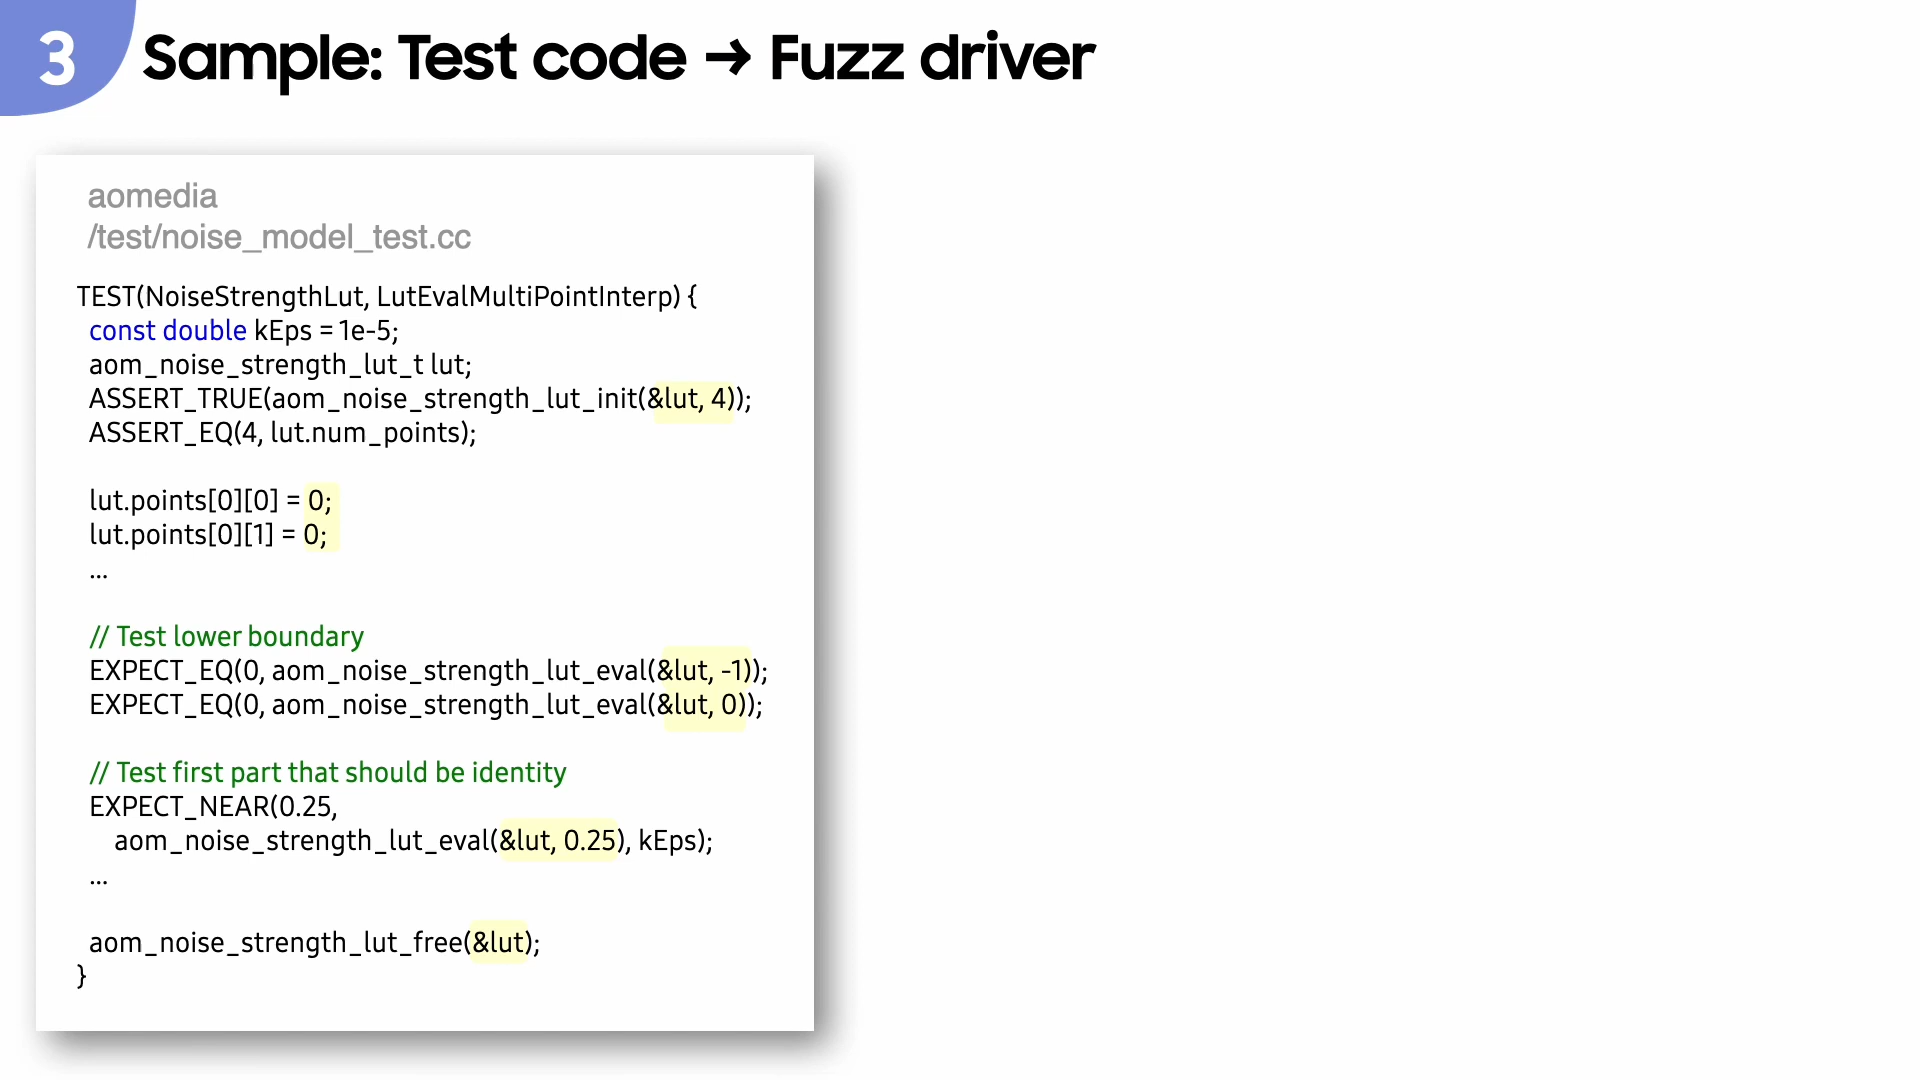 3
Sample: Test code → Fuzz driver
aomedia
/test/noise_model_test.cc
TEST(NoiseStrengthLut, LutEvalMultiPointInterp) {
const double kEps = 1e-5;
aom_noise_strength_lut_t lut;
ASSERT_TRUE(aom_noise_strength_lut_init(&lut, 4));
ASSERT_EQ(4, lut.num_points);
lut.points[0][0] = 0;
lut.points[0][1] = 0;
...
// Test lower boundary
EXPECT_EQ(0, aom_noise_strength_lut_eval(&lut, -1));
EXPECT_EQ(0, aom_noise_strength_lut_eval(&lut, 0));
// Test first part that should be identity
EXPECT_NEAR(0.25,
aom_noise_strength_lut_eval(&lut, 0.25), kEps);
...
aom_noise_strength_lut_free(&lut);
}